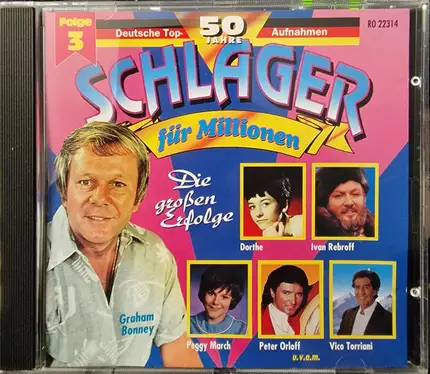 Folge
3
Deutsche Top-
50
JAHRE
Aufnahmen
RO 22314
SCHLAGER
für Millionen
Die
großen
Erfolge
Dorthe
Ivan Rebroff
Graham
Bonney
Peggy March
Peter Orloff
Vico Torriani
u.v.a.m.